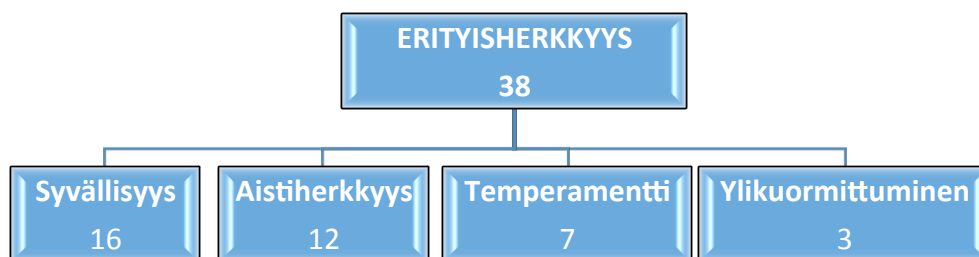 ERITYISHERKKYYS
38
Syvällisyys
16
Aistiherkkyys
12
Temperamentti
7
Ylikuormittuminen
3